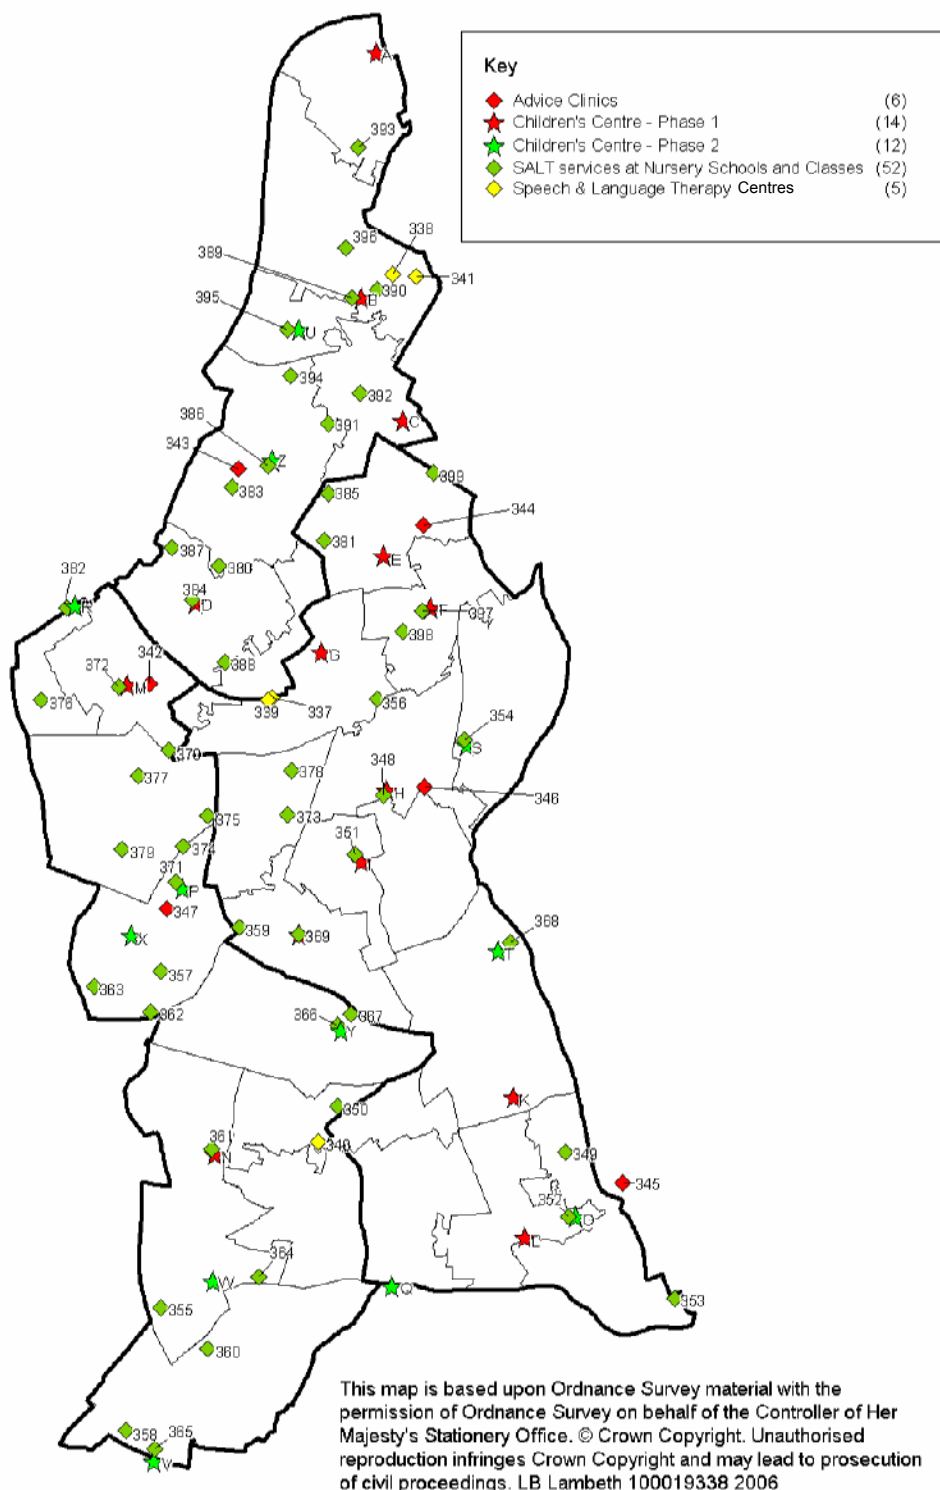 A
Key
Advice Clinics (6)
Children's Centre - Phase 1 (14)
Children's Centre - Phase 2 (12)
SALT services at Nursery Schools and Classes (52)
Speech & Language Therapy Centres (5)
393
396
338
389
341
390
B
395
U
394
392
386
391
C
343
Z
399
383
385
344
381
387
E
380
382
R
384
D
F
397
398
388
G
372
342
M
376
339
337
356
354
S
370
378
348
377
H
346
375
373
374
379
351
371
P
347
X
359
369
368
T
357
363
362
366
367
Y
K
350
361
N
340
349
345
352
O
L
364
W
Q
355
353
360
358
365
V
This map is based upon Ordnance Survey material with the
permission of Ordnance Survey on behalf of the Controller of Her
Majesty's Stationery Office. © Crown Copyright. Unauthorised
reproduction infringes Crown Copyright and may lead to prosecution
of civil proceedings. LB Lambeth 100019338 2006